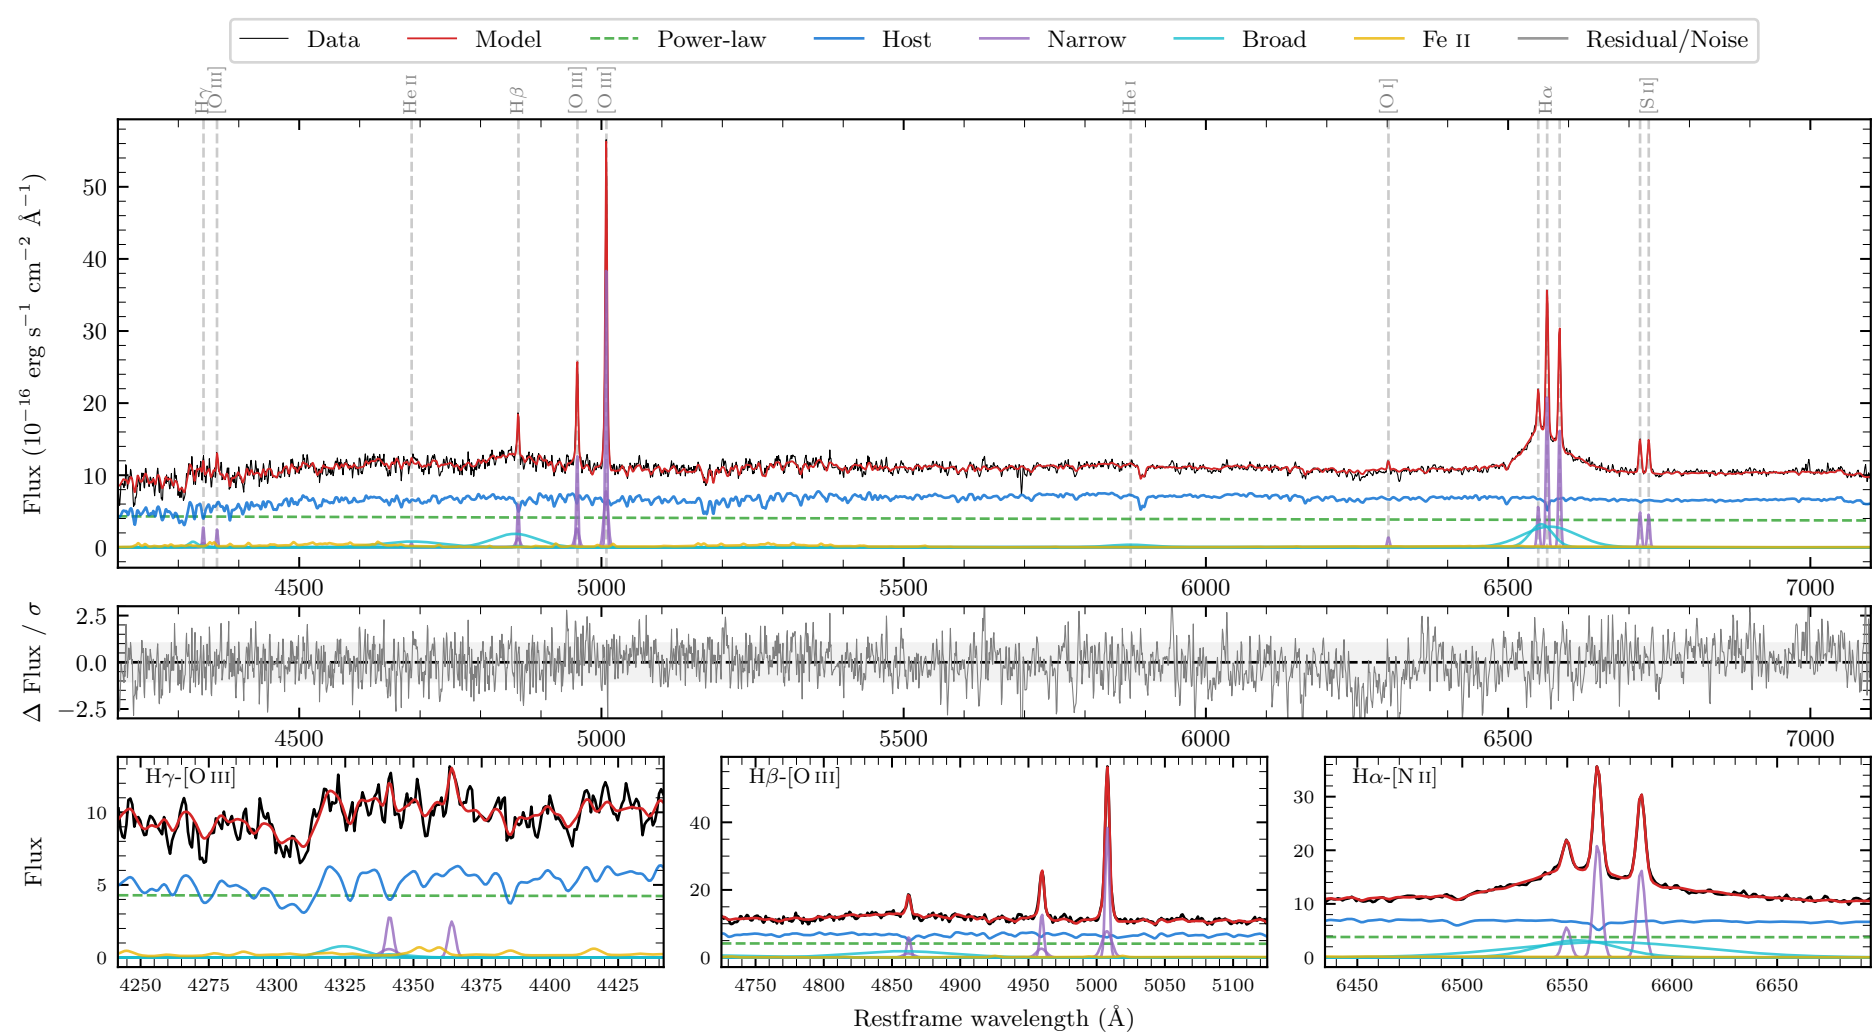 Data Model Power-law Host Narrow Broad Fe II Residual/Noise
Hγ [O III] He II Hβ [O III] [O III] He I [O I] Hα [S II]
Flux (10⁻¹⁶ erg s⁻¹ cm⁻² Å⁻¹)
50
40
30
20
10
0
4500 5000 5500 6000 6500 7000
Δ Flux / σ
2.5
0.0
−2.5
4500 5000 5500 6000 6500 7000
Flux
Hγ-[O III]
10
5
0
4250 4275 4300 4325 4350 4375 4400 4425
Hβ-[O III]
40
20
0
4750 4800 4850 4900 4950 5000 5050 5100
Hα-[N II]
30
20
10
0
6450 6500 6550 6600 6650
Restframe wavelength (Å)